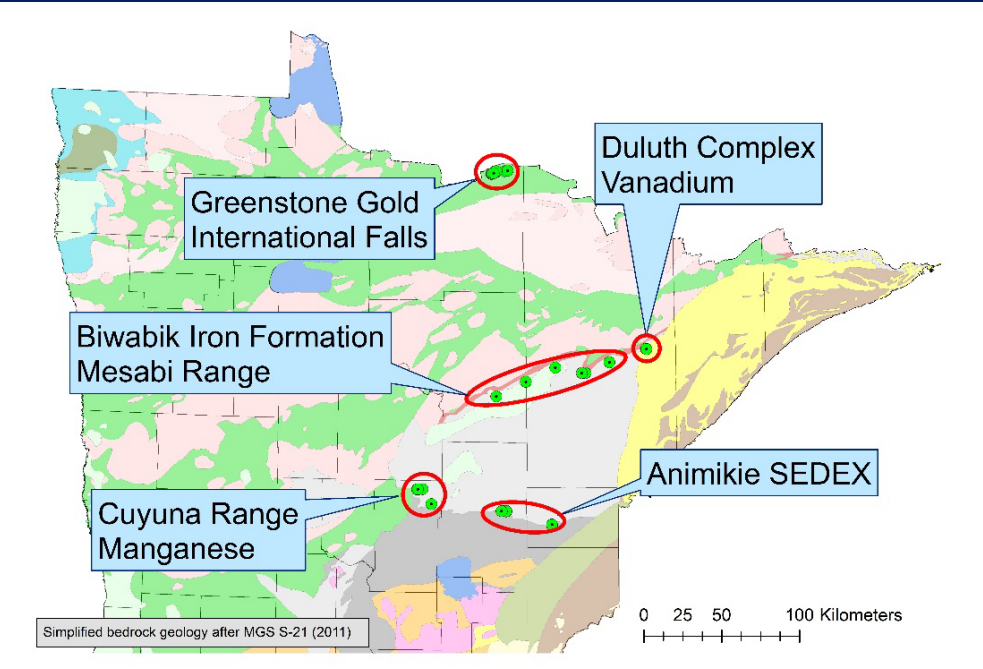 Duluth Complex
Vanadium
Greenstone Gold
International Falls
Biwabik Iron Formation
Mesabi Range
Animikie SEDEX
Cuyuna Range
Manganese
0 25 50 100 Kilometers
Simplified bedrock geology after MGS S-21 (2011)